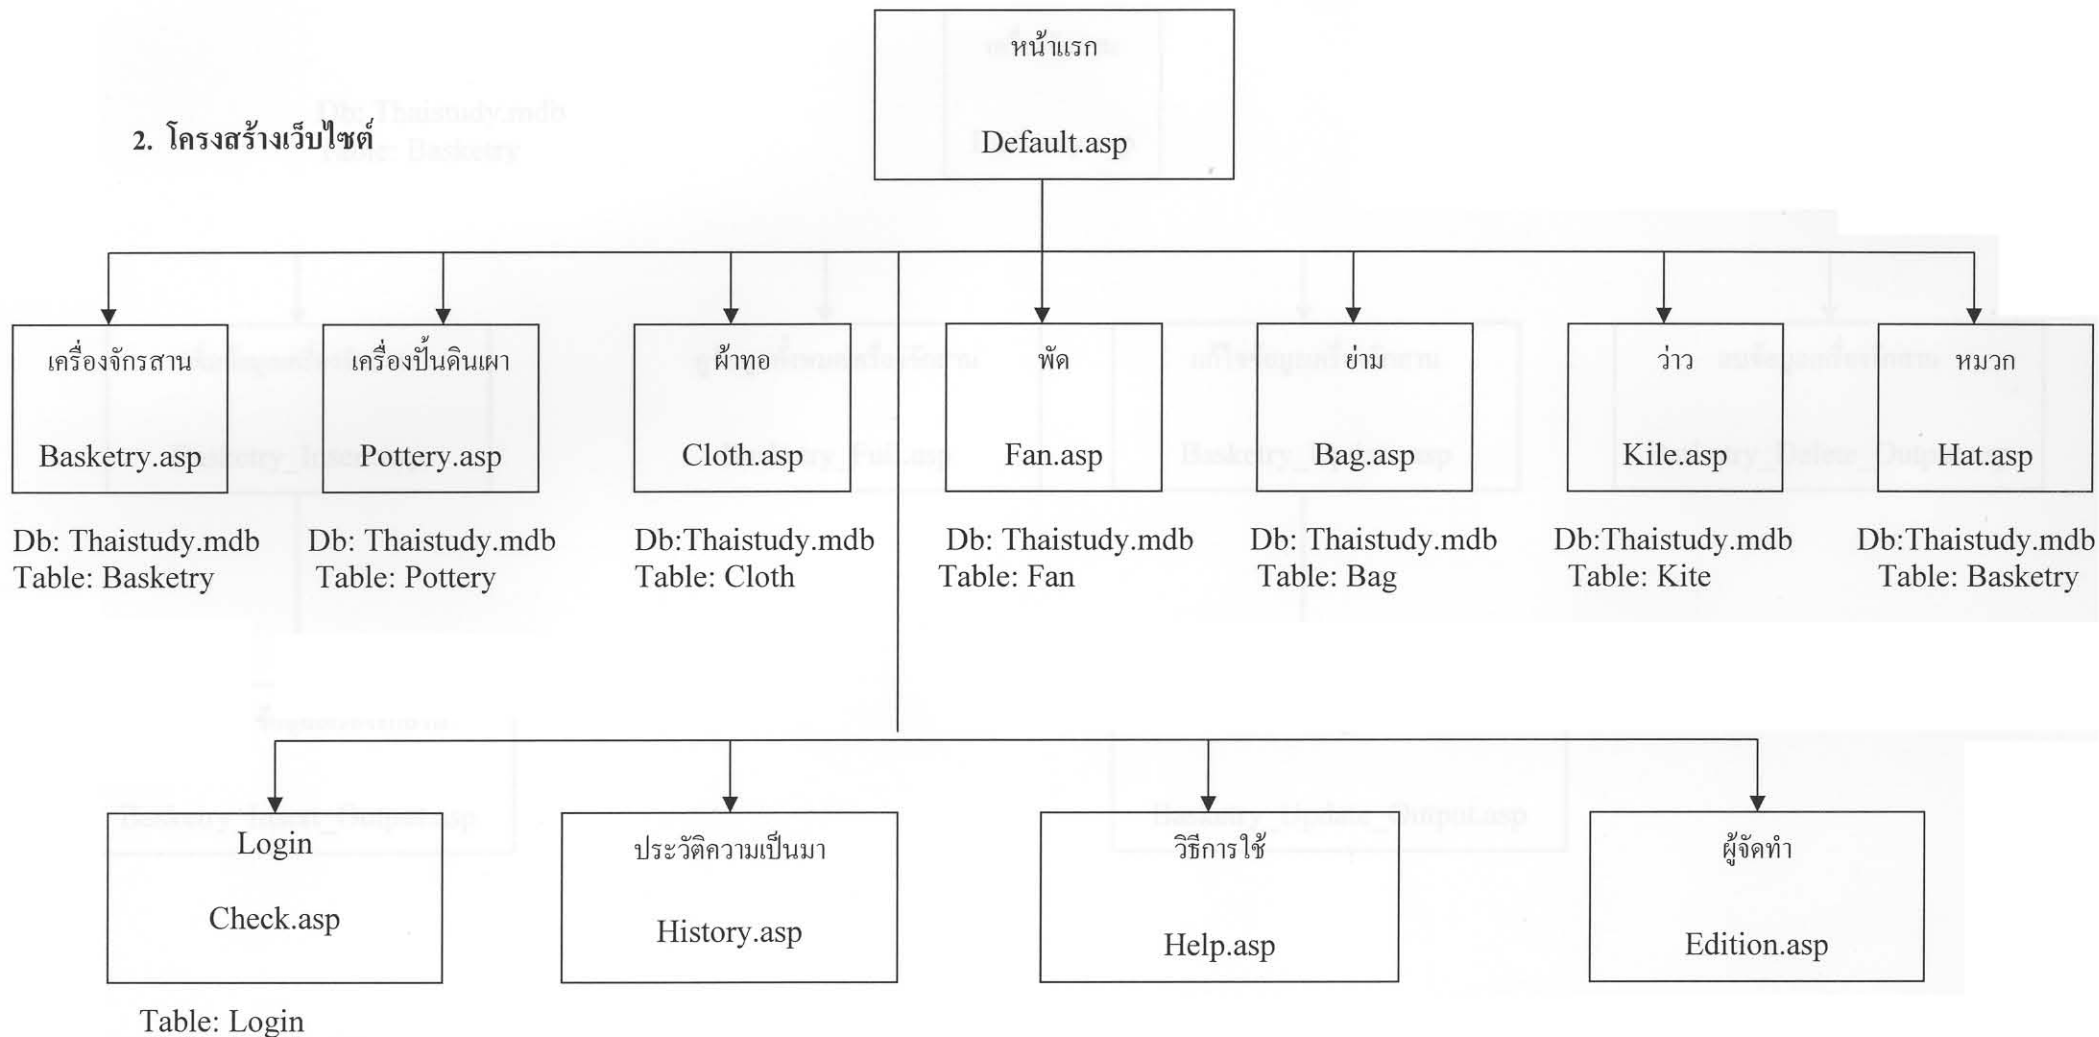 หน้าแรก
Default.asp
2. โครงสร้างเว็บไซต์
เครื่องจักรสาน
Basketry.asp
Db: Thaistudy.mdb
Table: Basketry
เครื่องปั้นดินเผา
Pottery.asp
Db: Thaistudy.mdb
Table: Pottery
ผ้าทอ
Cloth.asp
Db:Thaistudy.mdb
Table: Cloth
พัด
Fan.asp
Db: Thaistudy.mdb
Table: Fan
ย่าม
Bag.asp
Db: Thaistudy.mdb
Table: Bag
ว่าว
Kite.asp
Db:Thaistudy.mdb
Table: Kite
หมวก
Hat.asp
Db:Thaistudy.mdb
Table: Basketry
Login
Check.asp
Table: Login
ประวัติความเป็นมา
History.asp
วิธีการใช้
Help.asp
ผู้จัดทำ
Edition.asp